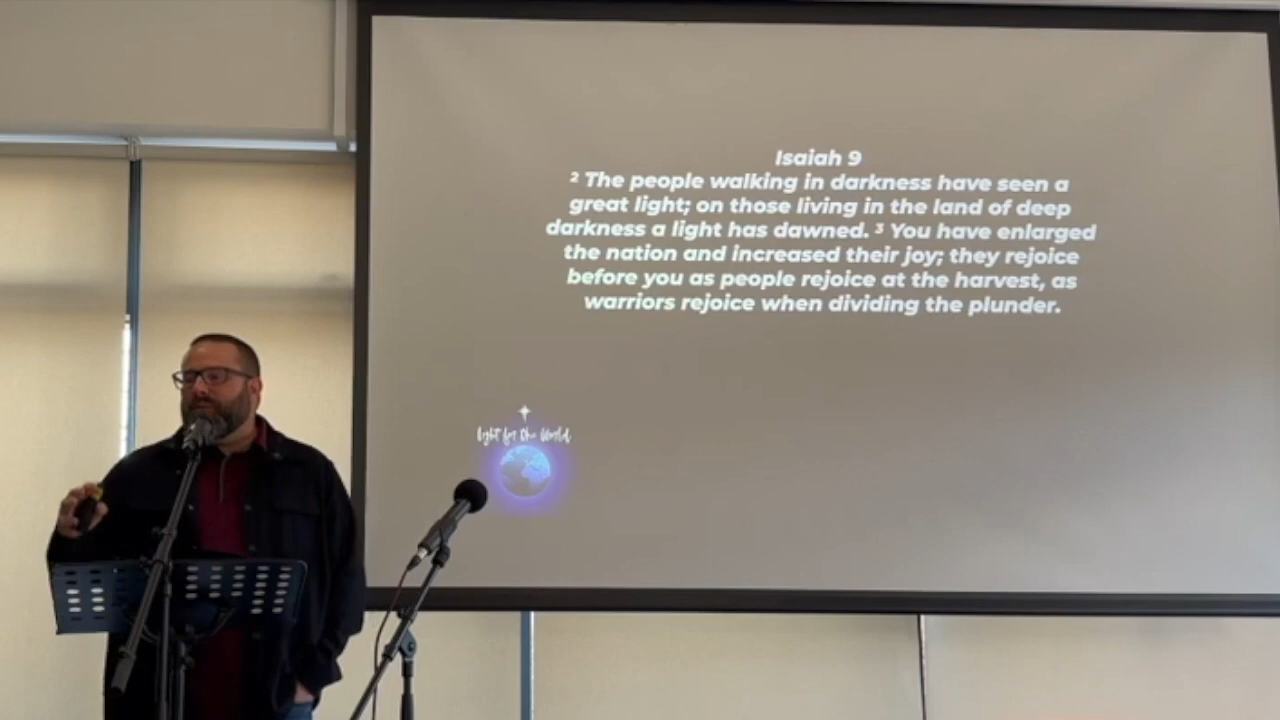 Isaiah 9
² The people walking in darkness have seen a
great light; on those living in the land of deep
darkness a light has dawned. ³ You have enlarged
the nation and increased their joy; they rejoice
before you as people rejoice at the harvest, as
warriors rejoice when dividing the plunder.
light for the World